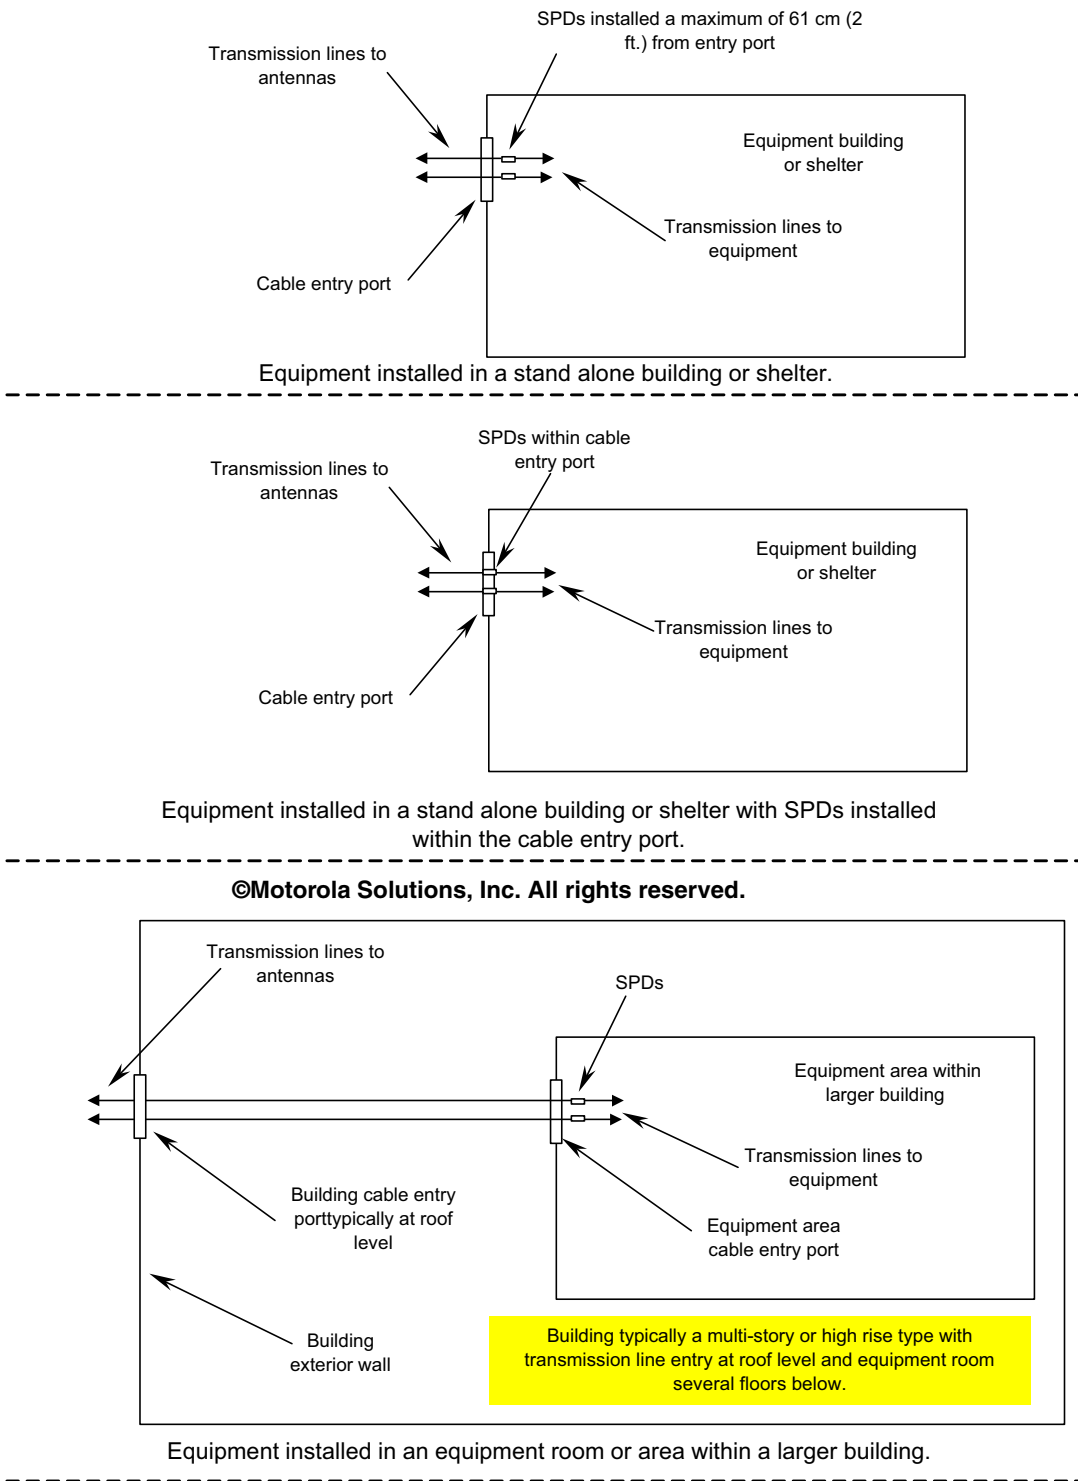 SPDs installed a maximum of 61 cm (2
ft.) from entry port
Transmission lines to
antennas
Equipment building
or shelter
Transmission lines to
equipment
Cable entry port
Equipment installed in a stand alone building or shelter.
SPDs within cable
entry port
Transmission lines to
antennas
Equipment building
or shelter
Transmission lines to
equipment
Cable entry port
Equipment installed in a stand alone building or shelter with SPDs installed
within the cable entry port.
©Motorola Solutions, Inc. All rights reserved.
Transmission lines to
antennas
SPDs
Equipment area within
larger building
Transmission lines to
equipment
Building cable entry
porttypically at roof
level
Equipment area
cable entry port
Building
exterior wall
Building typically a multi-story or high rise type with
transmission line entry at roof level and equipment room
several floors below.
Equipment installed in an equipment room or area within a larger building.